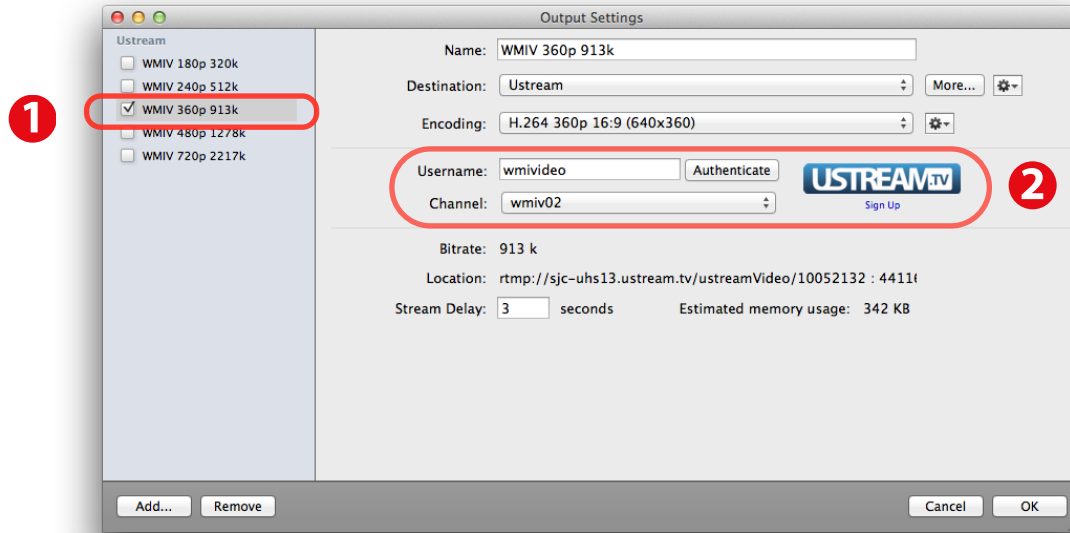 Output Settings
Ustream
WMIV 180p 320k
WMIV 240p 512k
1
WMIV 360p 913k
WMIV 480p 1278k
WMIV 720p 2217k
Name: WMIV 360p 913k
Destination: Ustream More...
Encoding: H.264 360p 16:9 (640x360)
Username: wmivideo Authenticate USTREAM.TV
2
Channel: wmiv02 Sign Up
Bitrate: 913 k
Location: rtmp://sjc-uhs13.ustream.tv/ustreamVideo/10052132 : 4411
Stream Delay: 3 seconds Estimated memory usage: 342 KB
Add... Remove Cancel OK